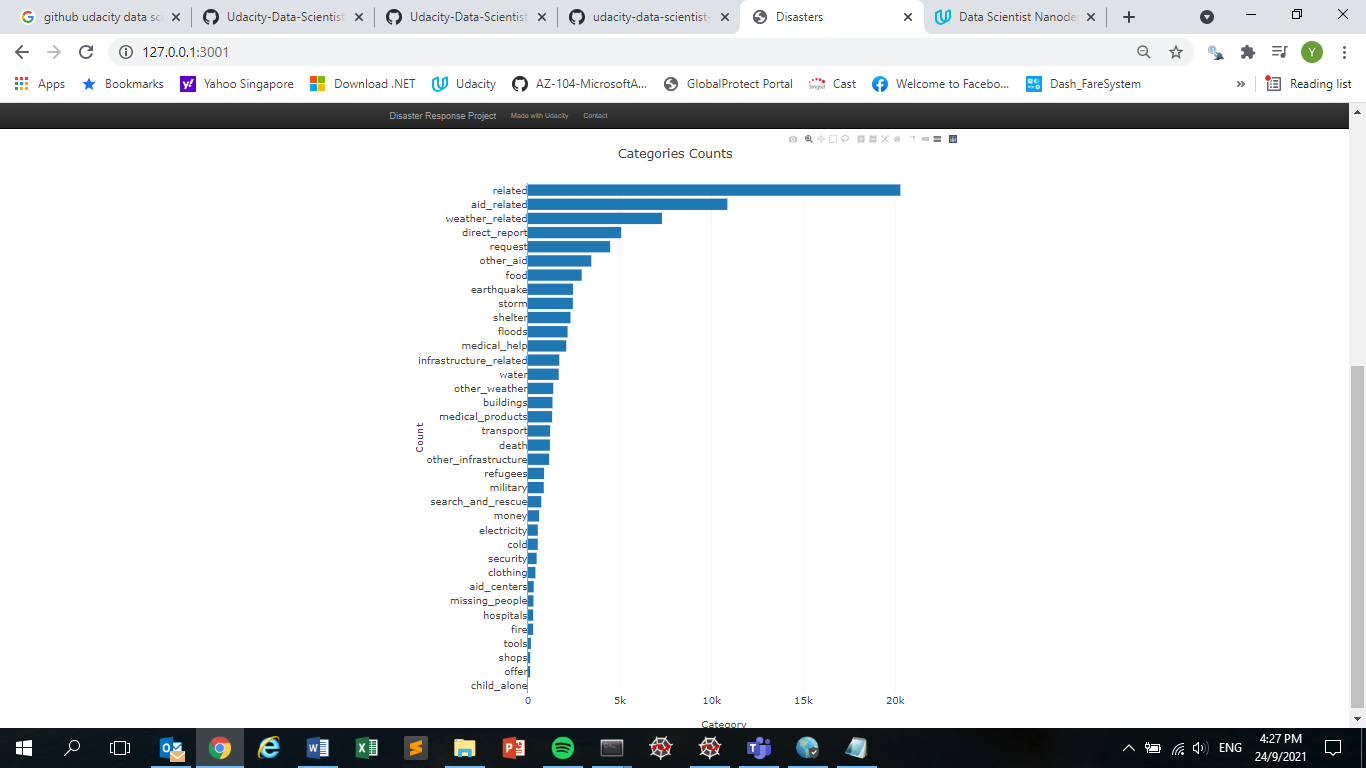 github udacity data sci
Udacity-Data-Scientist
Udacity-Data-Scientist
udacity-data-scientist-
Disasters
Data Scientist Nanode
127.0.0.1:3001
Y
Apps
Bookmarks
Yahoo Singapore
Download .NET
Udacity
AZ-104-MicrosoftA...
GlobalProtect Portal
Cast
Welcome to Facebo...
Dash_FareSystem
»
Reading list
Disaster Response Project
Made with Udacity
Contact
Categories Counts
related
aid_related
weather_related
direct_report
request
other_aid
food
earthquake
storm
shelter
floods
medical_help
infrastructure_related
water
other_weather
buildings
medical_products
transport
death
other_infrastructure
refugees
military
search_and_rescue
money
electricity
cold
security
clothing
aid_centers
missing_people
hospitals
fire
tools
shops
offer
child_alone
Count
0
5k
10k
15k
20k
Category
ENG
4:27 PM
24/9/2021